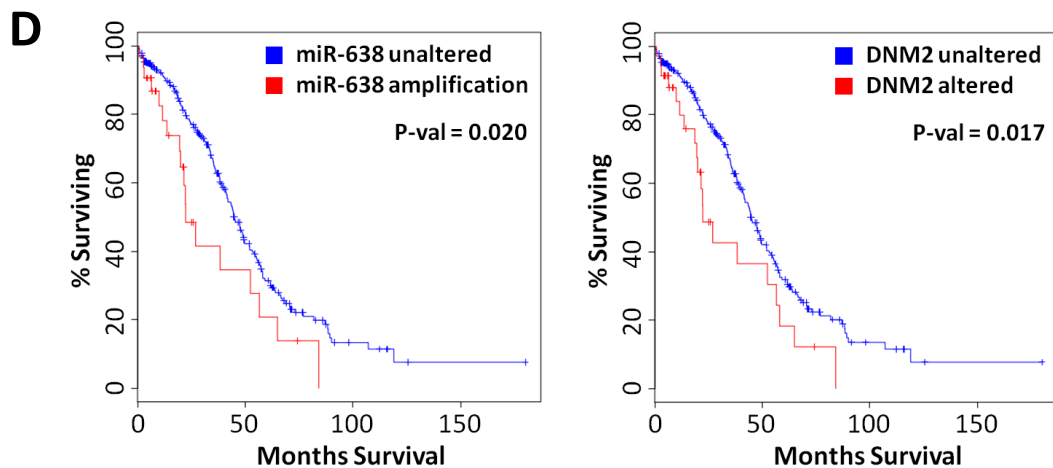 D
miR-638 unaltered
miR-638 amplification
P-val = 0.020
% Surviving
100
80
60
40
20
0
0 50 100 150
Months Survival
DNM2 unaltered
DNM2 altered
P-val = 0.017
% Surviving
100
80
60
40
20
0
0 50 100 150
Months Survival